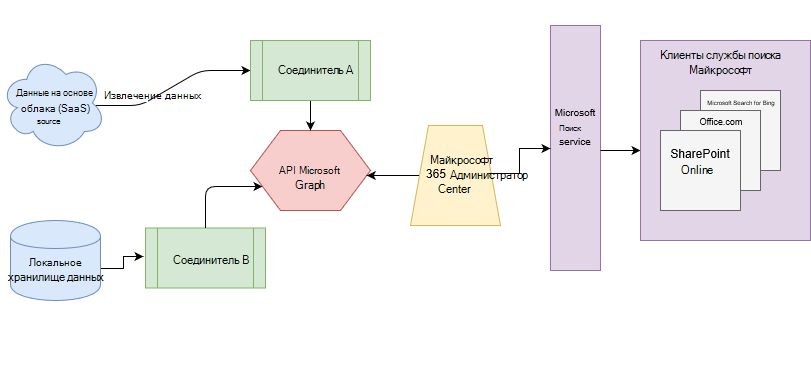 Данные на основе
облака (SaaS)
source
Извлечение данных
Соединитель A
API Microsoft
Graph
Локальное
хранилище данных
Соединитель B
Майкрософт
365 Администратор
Center
Microsoft
Поиск
service
Клиенты службы поиска
Майкрософт
Microsoft Search for Bing
Office.com
SharePoint
Online